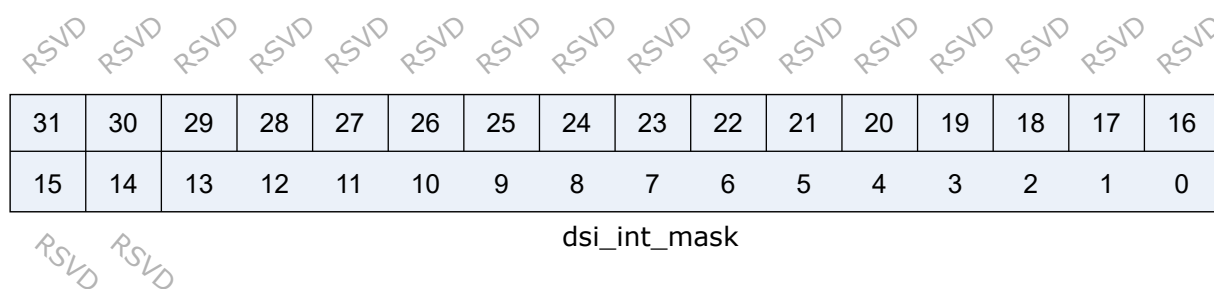 RSVD RSVD RSVD RSVD RSVD RSVD RSVD RSVD RSVD RSVD RSVD RSVD RSVD RSVD RSVD RSVD
31 30 29 28 27 26 25 24 23 22 21 20 19 18 17 16
15 14 13 12 11 10 9 8 7 6 5 4 3 2 1 0
RSVD RSVD dsi_int_mask